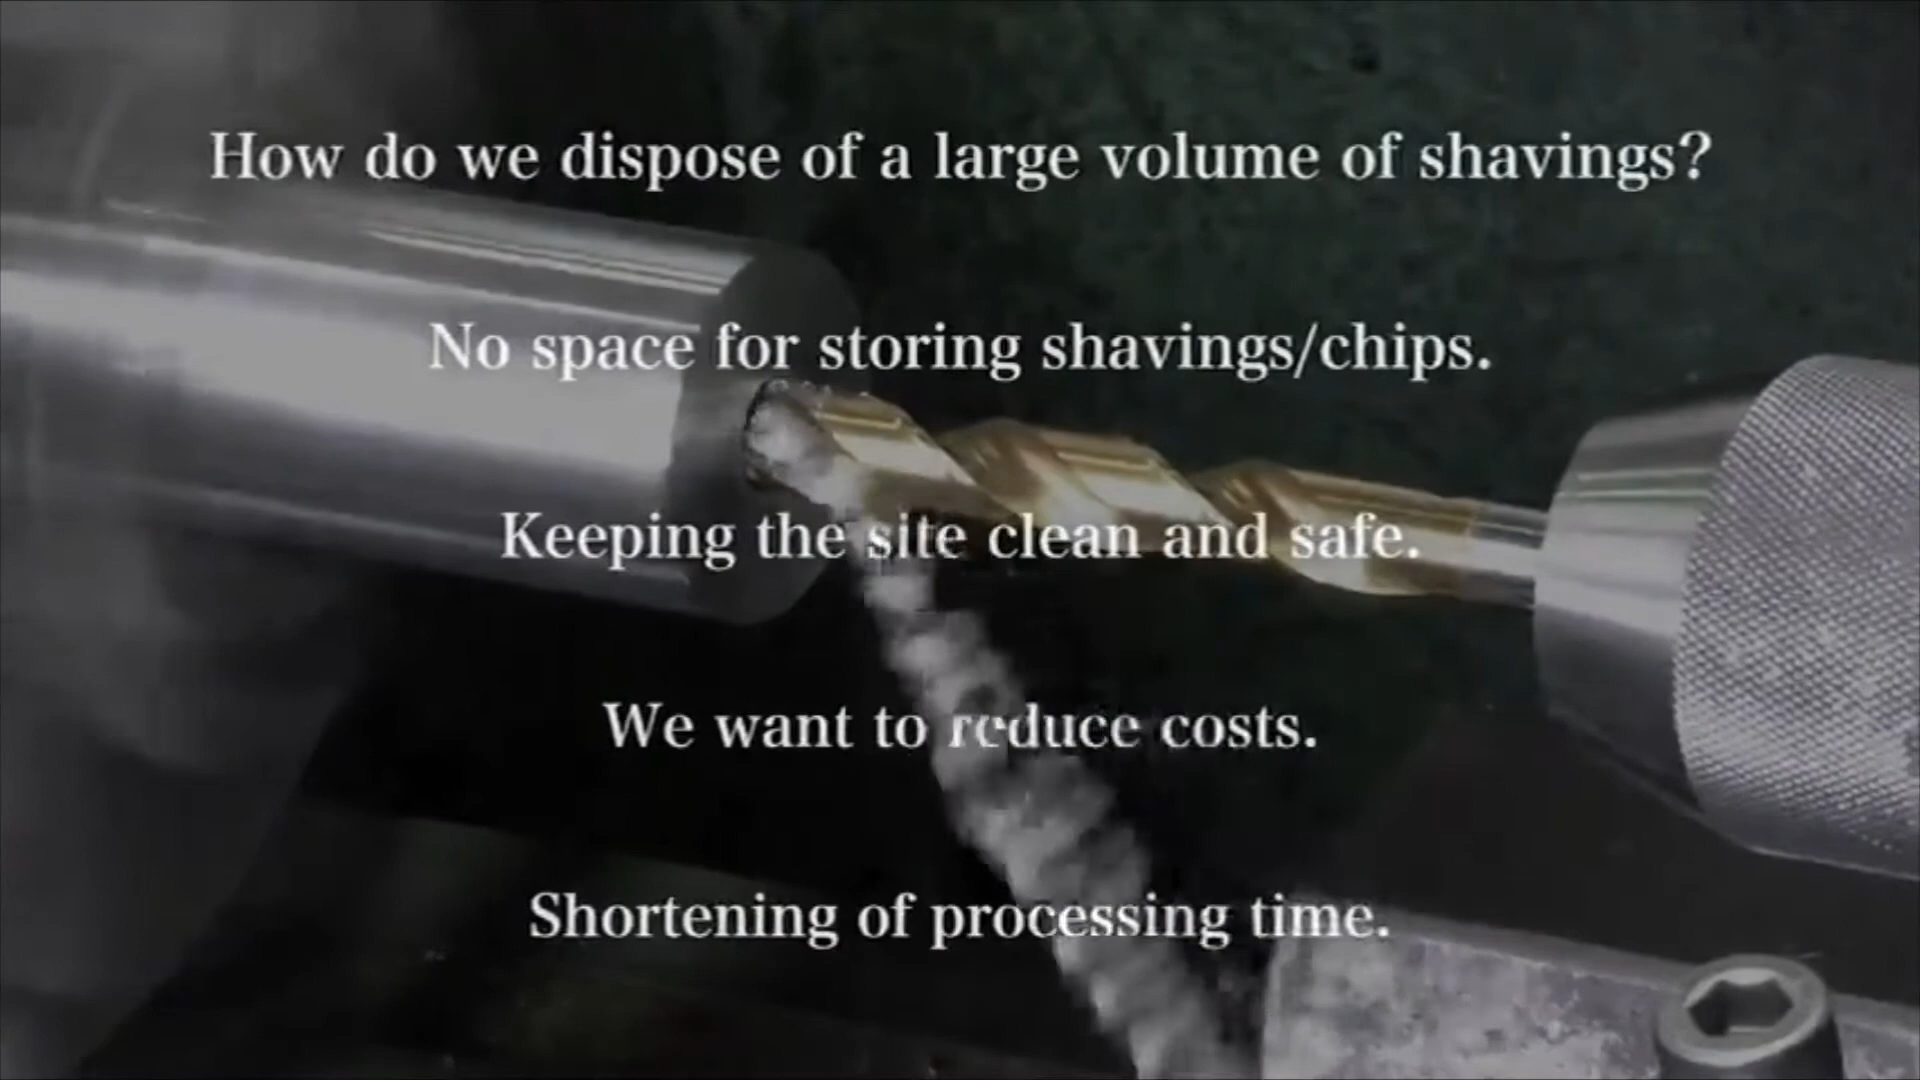 How do we dispose of a large volume of shavings?
No space for storing shavings/chips.
Keeping the site clean and safe.
We want to reduce costs.
Shortening of processing time.